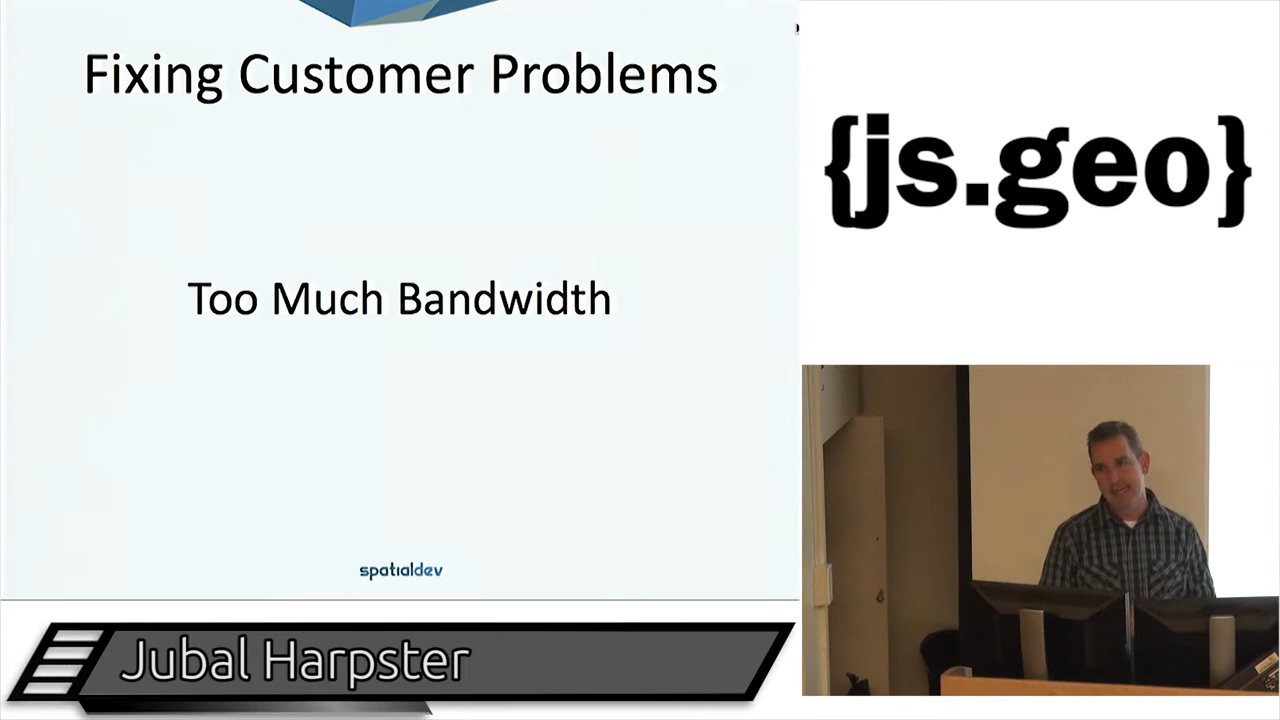 Fixing Customer Problems
{js.geo}
Too Much Bandwidth
spatialdev
Jubal Harpster